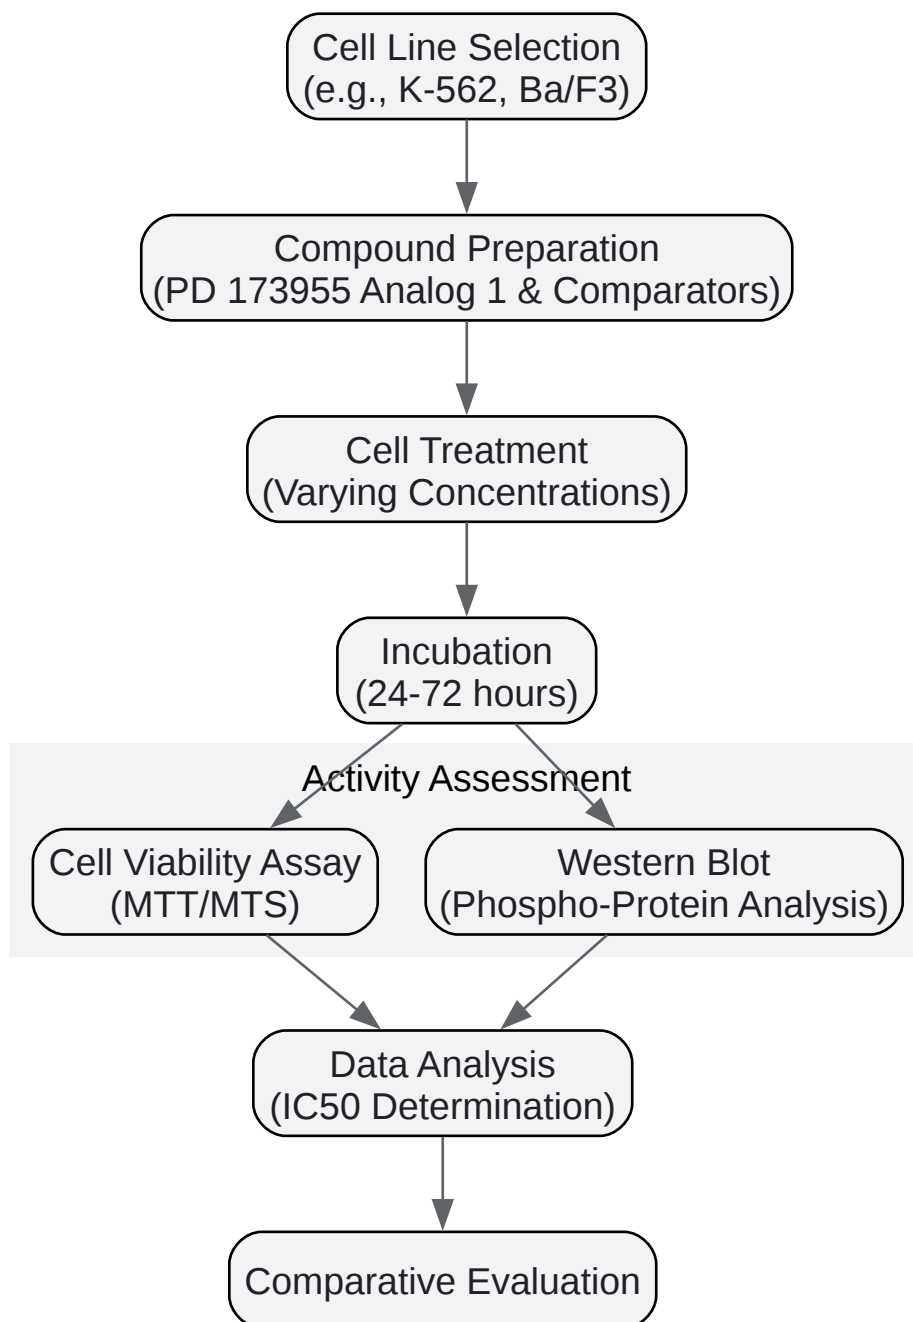 Cell Line Selection
(e.g., K-562, Ba/F3)
Compound Preparation
(PD 173955 Analog 1 & Comparators)
Cell Treatment
(Varying Concentrations)
Incubation
(24-72 hours)
Activity Assessment
Cell Viability Assay
(MTT/MTS)
Western Blot
(Phospho-Protein Analysis)
Data Analysis
(IC50 Determination)
Comparative Evaluation